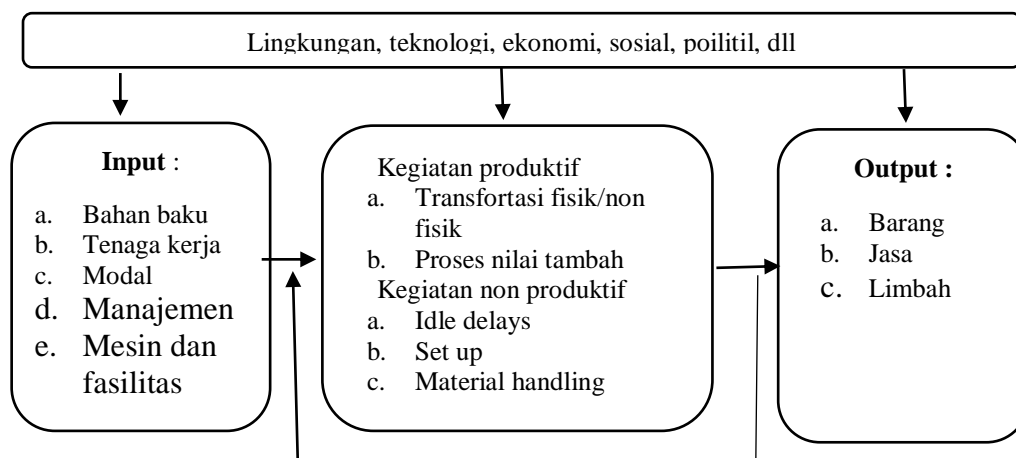 Lingkungan, teknologi, ekonomi, sosial, poilitil, dll
Input :
a. Bahan baku
b. Tenaga kerja
c. Modal
d. Manajemen
e. Mesin dan
fasilitas
Kegiatan produktif
a. Transfortasi fisik/non
fisik
b. Proses nilai tambah
Kegiatan non produktif
a. Idle delays
b. Set up
c. Material handling
Output :
a. Barang
b. Jasa
c. Limbah